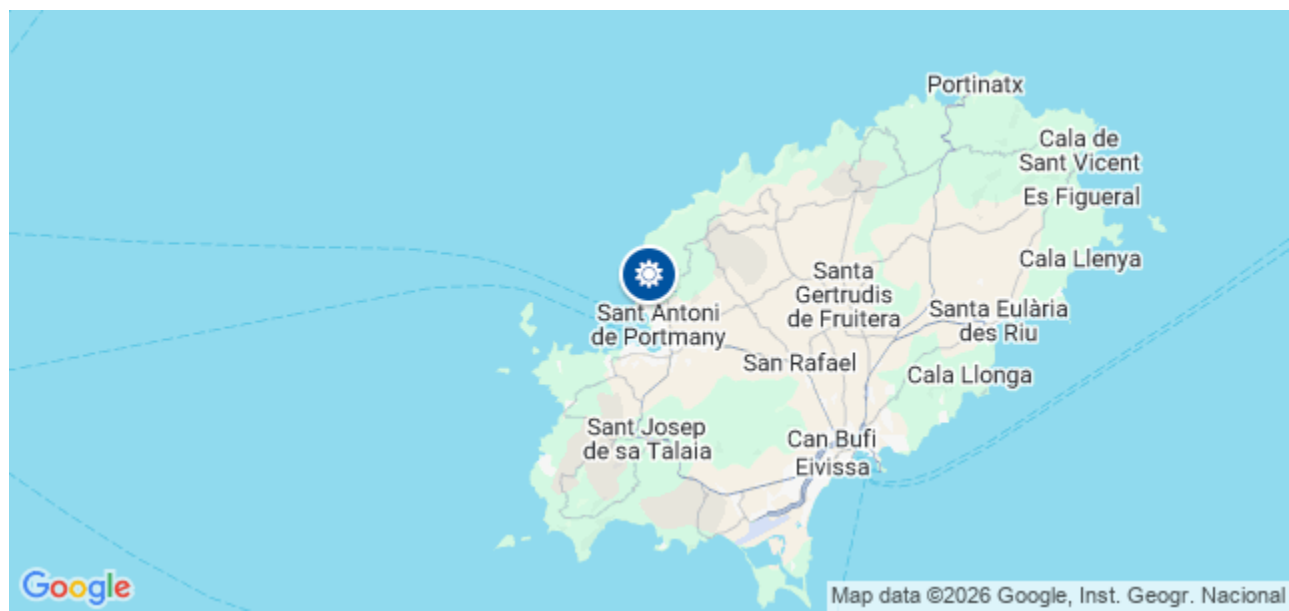 Portinatx
Cala de
Sant Vicent
Es Figueral
Cala Llenya
Santa
Gertrudis
de Fruitera
Santa Eulària
des Riu
Sant Antoni
de Portmany
San Rafael
Cala Llonga
Sant Josep
de sa Talaia
Can Bufi
Eivissa
Google
Map data ©2026 Google, Inst. Geogr. Nacional